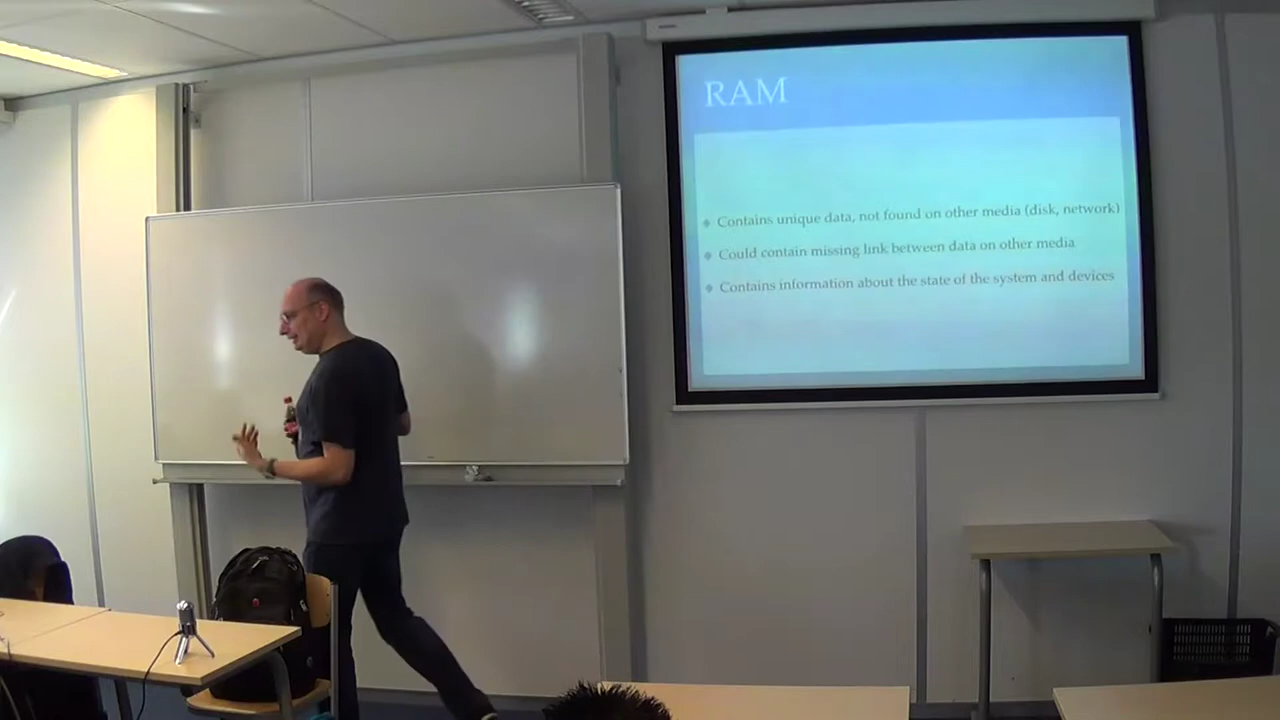 RAM
Contains unique data, not found on other media (disk, network)
Could contain missing link between data on other media
Contains information about the state of the system and devices